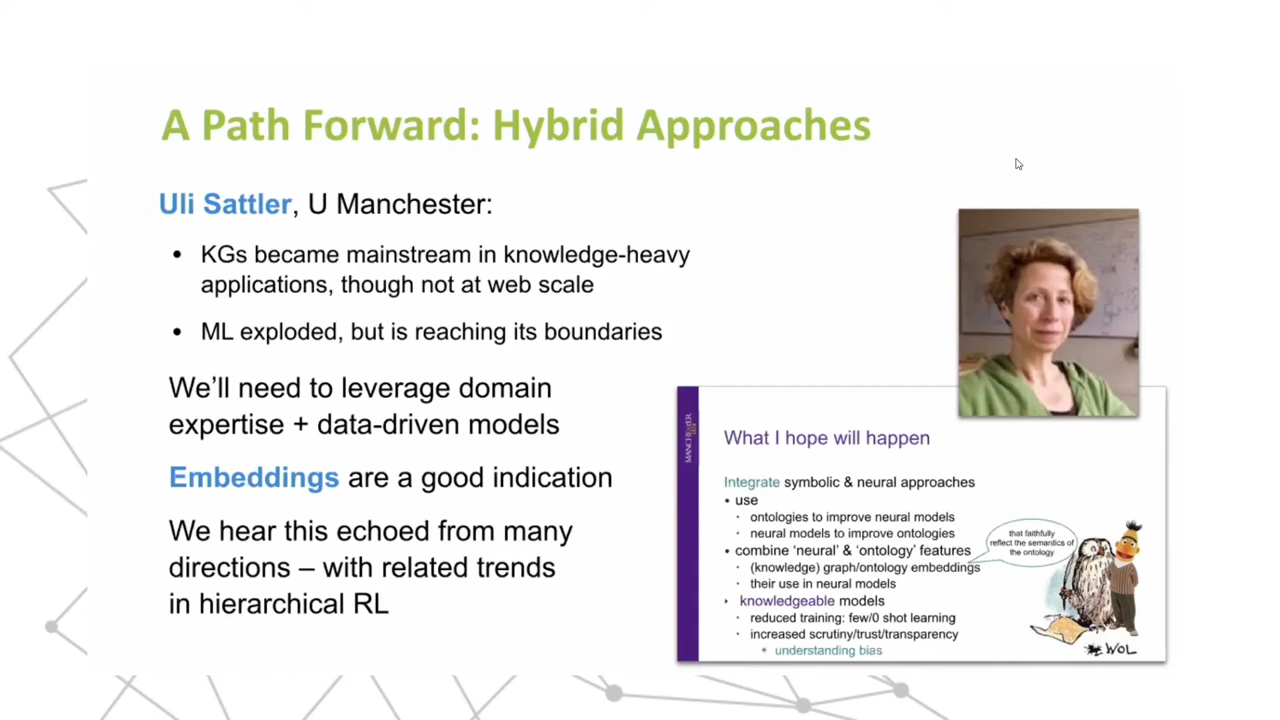 A Path Forward: Hybrid Approaches
Uli Sattler, U Manchester:
• KGs became mainstream in knowledge-heavy
applications, though not at web scale
• ML exploded, but is reaching its boundaries
We’ll need to leverage domain
expertise + data-driven models
Embeddings are a good indication
We hear this echoed from many
directions – with related trends
in hierarchical RL
MANCHESTER
1824
What I hope will happen
Integrate symbolic & neural approaches
• use
· ontologies to improve neural models
· neural models to improve ontologies
• combine ‘neural’ & ‘ontology’ features
· (knowledge) graph/ontology embeddings
· their use in neural models
knowledgeable models
· reduced training: few/0 shot learning
· increased scrutiny/trust/transparency
* understanding bias
that faithfully
reflect the semantics of
the ontology
WOL